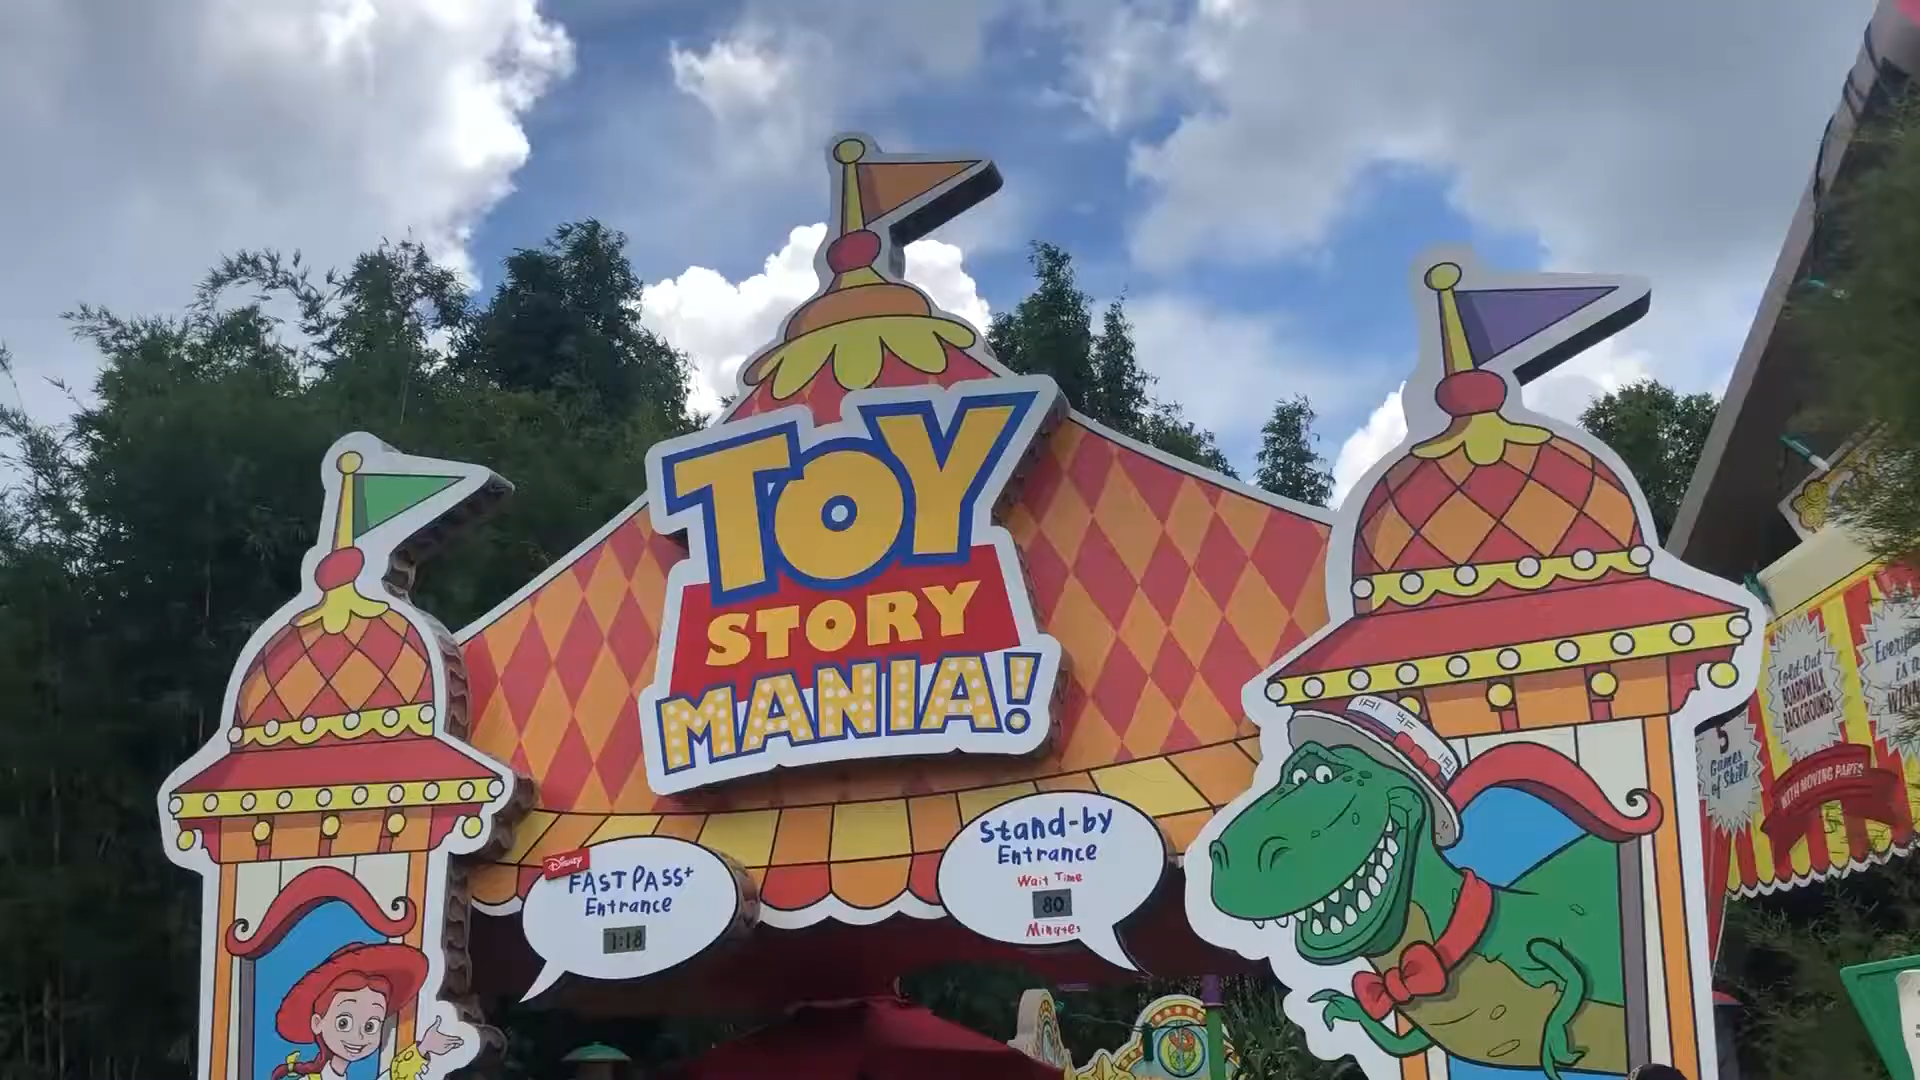 TOY
STORY
MANIA!
Disney
FASTPASS+
Entrance
1:18
Stand-by
Entrance
Wait Time
80
Minutes
Fold-Out
BOARDWALK
BACKGROUNDS
WITH MOVING PARTS
5
Games
of Skill
is a